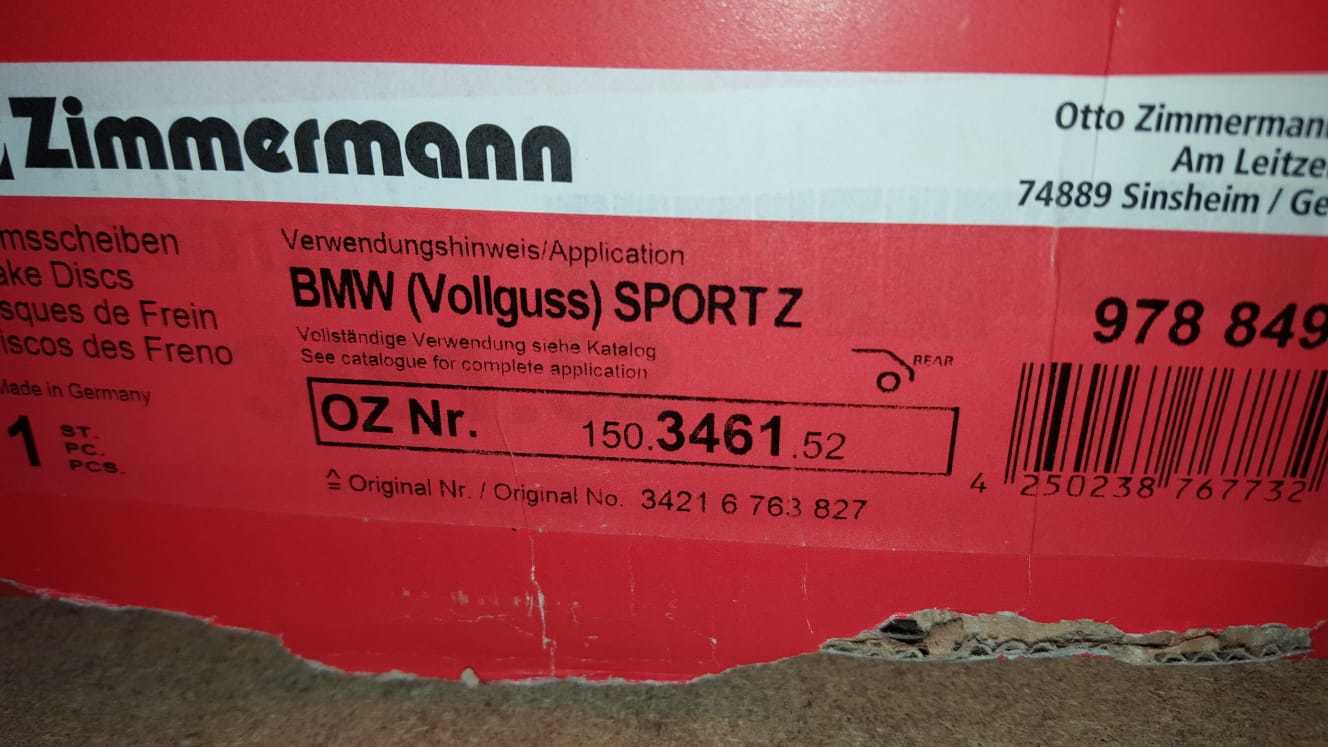 Zimmermann
Otto Zimmermann
Am Leitze
74889 Sinsheim / Ge
msscheiben
ake Discs
sques de Frein
iscos des Freno
Made in Germany
1 ST.
PC.
PCS.
Verwendungshinweis/Application
BMW (Vollguss) SPORT Z
Vollständige Verwendung siehe Katalog
See catalogue for complete application
REAR
OZ Nr. 150.3461.52
≙ Original Nr. / Original No. 3421 6 763 827
978 849
4 250238 767732